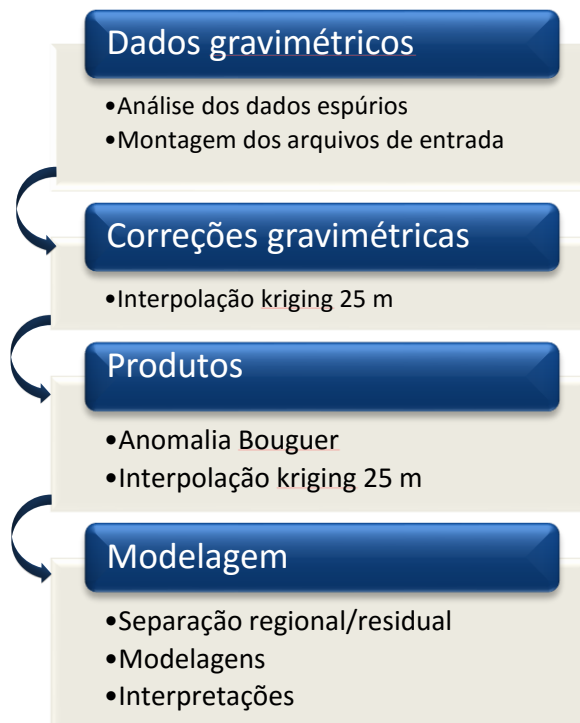 Dados gravimétricos
•Análise dos dados espúrios
•Montagem dos arquivos de entrada
Correções gravimétricas
•Interpolação kriging 25 m
Produtos
•Anomalia Bouguer
•Interpolação kriging 25 m
Modelagem
•Separação regional/residual
•Modelagens
•Interpretações